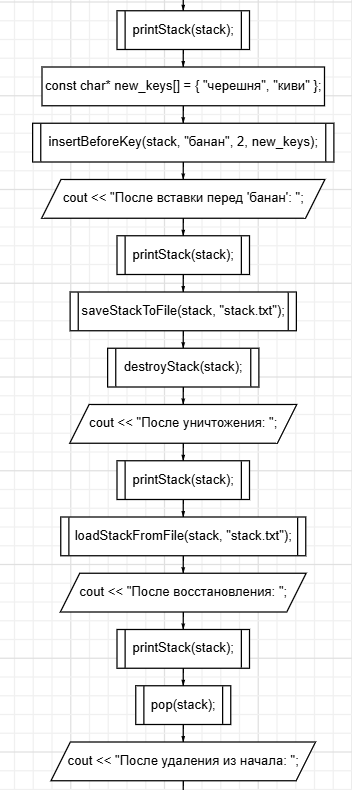 printStack(stack);
const char* new_keys[] = { "черешня", "киви" };
insertBeforeKey(stack, "банан", 2, new_keys);
cout << "После вставки перед 'банан': ";
printStack(stack);
saveStackToFile(stack, "stack.txt");
destroyStack(stack);
cout << "После уничтожения: ";
printStack(stack);
loadStackFromFile(stack, "stack.txt");
cout << "После восстановления: ";
printStack(stack);
pop(stack);
cout << "После удаления из начала: ";